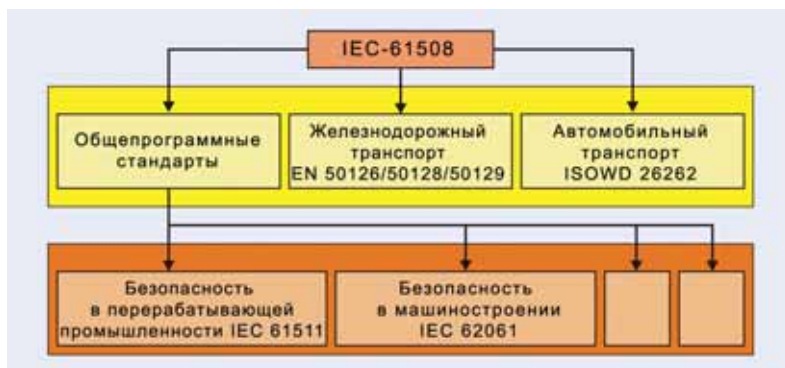 IEC-61508
Общепрограммные
стандарты
Железнодорожный
транспорт
EN 50126/50128/50129
Автомобильный
транспорт
ISOWD 26262
Безопасность
в перерабатывающей
промышленности IEC 61511
Безопасность
в машиностроении
IEC 62061